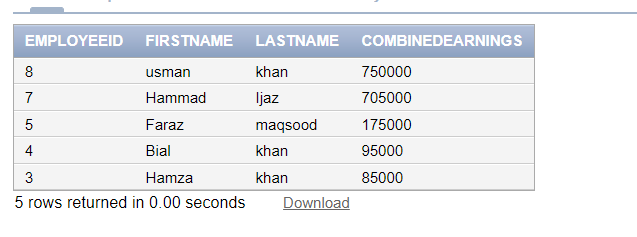 EMPLOYEEID FIRSTNAME LASTNAME COMBINEDEARNINGS
8 usman khan 750000
7 Hammad Ijaz 705000
5 Faraz maqsood 175000
4 Bial khan 95000
3 Hamza khan 85000
5 rows returned in 0.00 seconds Download